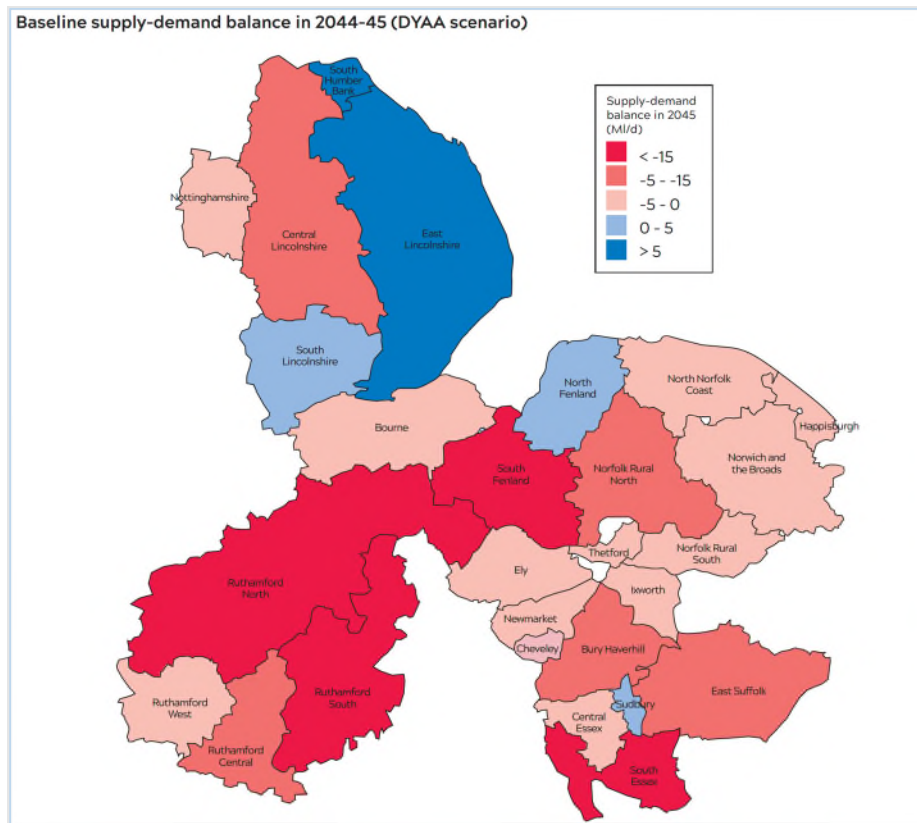 Baseline supply-demand balance in 2044-45 (DYAA scenario)
South
Humber
Bank
Supply-demand
balance in 2045
(Ml/d)
< -15
-5 - -15
-5 - 0
0 - 5
> 5
Nottinghamshire
Central
Lincolnshire
East
Lincolnshire
South
Lincolnshire
North
Fenland
North Norfolk
Coast
Happisburgh
Bourne
Norwich and
the Broads
South
Fenland
Norfolk Rural
North
Thetford
Norfolk Rural
South
Ely
Ruthamford
North
Ixworth
Newmarket
Cheveley
Bury Haverhill
Ruthamford
West
Ruthamford
South
East Suffolk
Sudbury
Central
Essex
Ruthamford
Central
South
Essex